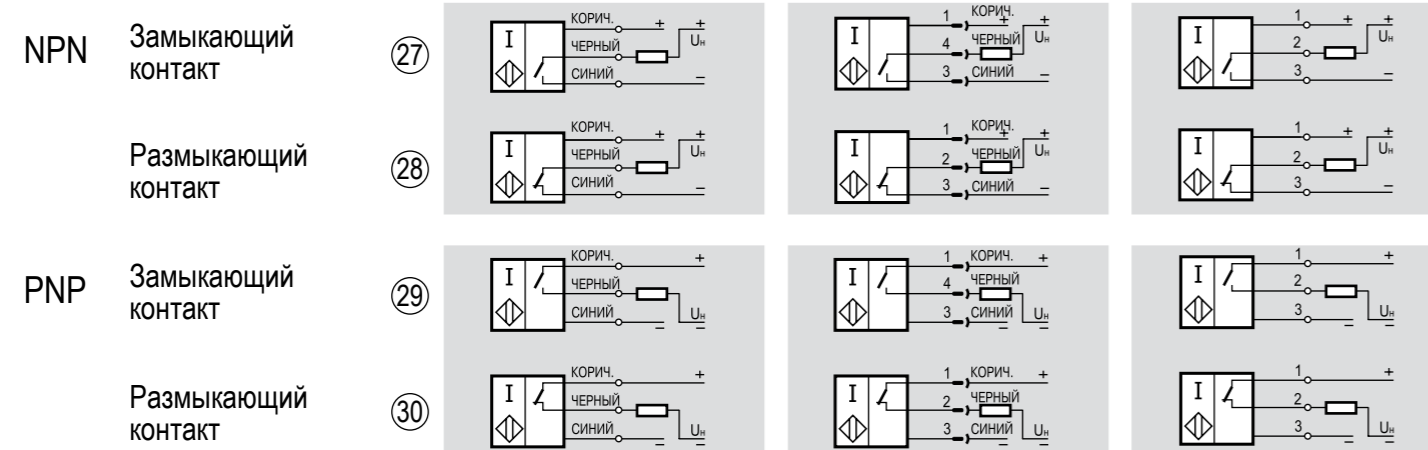 NPN
Замыкающий
контакт
27
I
КОРИЧ.
+
+
Uн
ЧЕРНЫЙ
СИНИЙ
–
I
1
КОРИЧ.
+
+
Uн
4
ЧЕРНЫЙ
3
СИНИЙ
–
I
1
+
+
Uн
2
3
–
Размыкающий
контакт
28
I
КОРИЧ.
+
+
Uн
ЧЕРНЫЙ
СИНИЙ
–
I
1
КОРИЧ.
+
+
Uн
2
ЧЕРНЫЙ
3
СИНИЙ
–
I
1
+
+
Uн
2
3
–
PNP
Замыкающий
контакт
29
I
КОРИЧ.
+
ЧЕРНЫЙ
СИНИЙ
–
Uн
–
I
1
КОРИЧ.
+
4
ЧЕРНЫЙ
3
СИНИЙ
–
Uн
–
I
1
+
2
3
–
Uн
–
Размыкающий
контакт
30
I
КОРИЧ.
+
ЧЕРНЫЙ
СИНИЙ
–
Uн
–
I
1
КОРИЧ.
+
2
ЧЕРНЫЙ
3
СИНИЙ
–
Uн
–
I
1
+
2
3
–
Uн
–